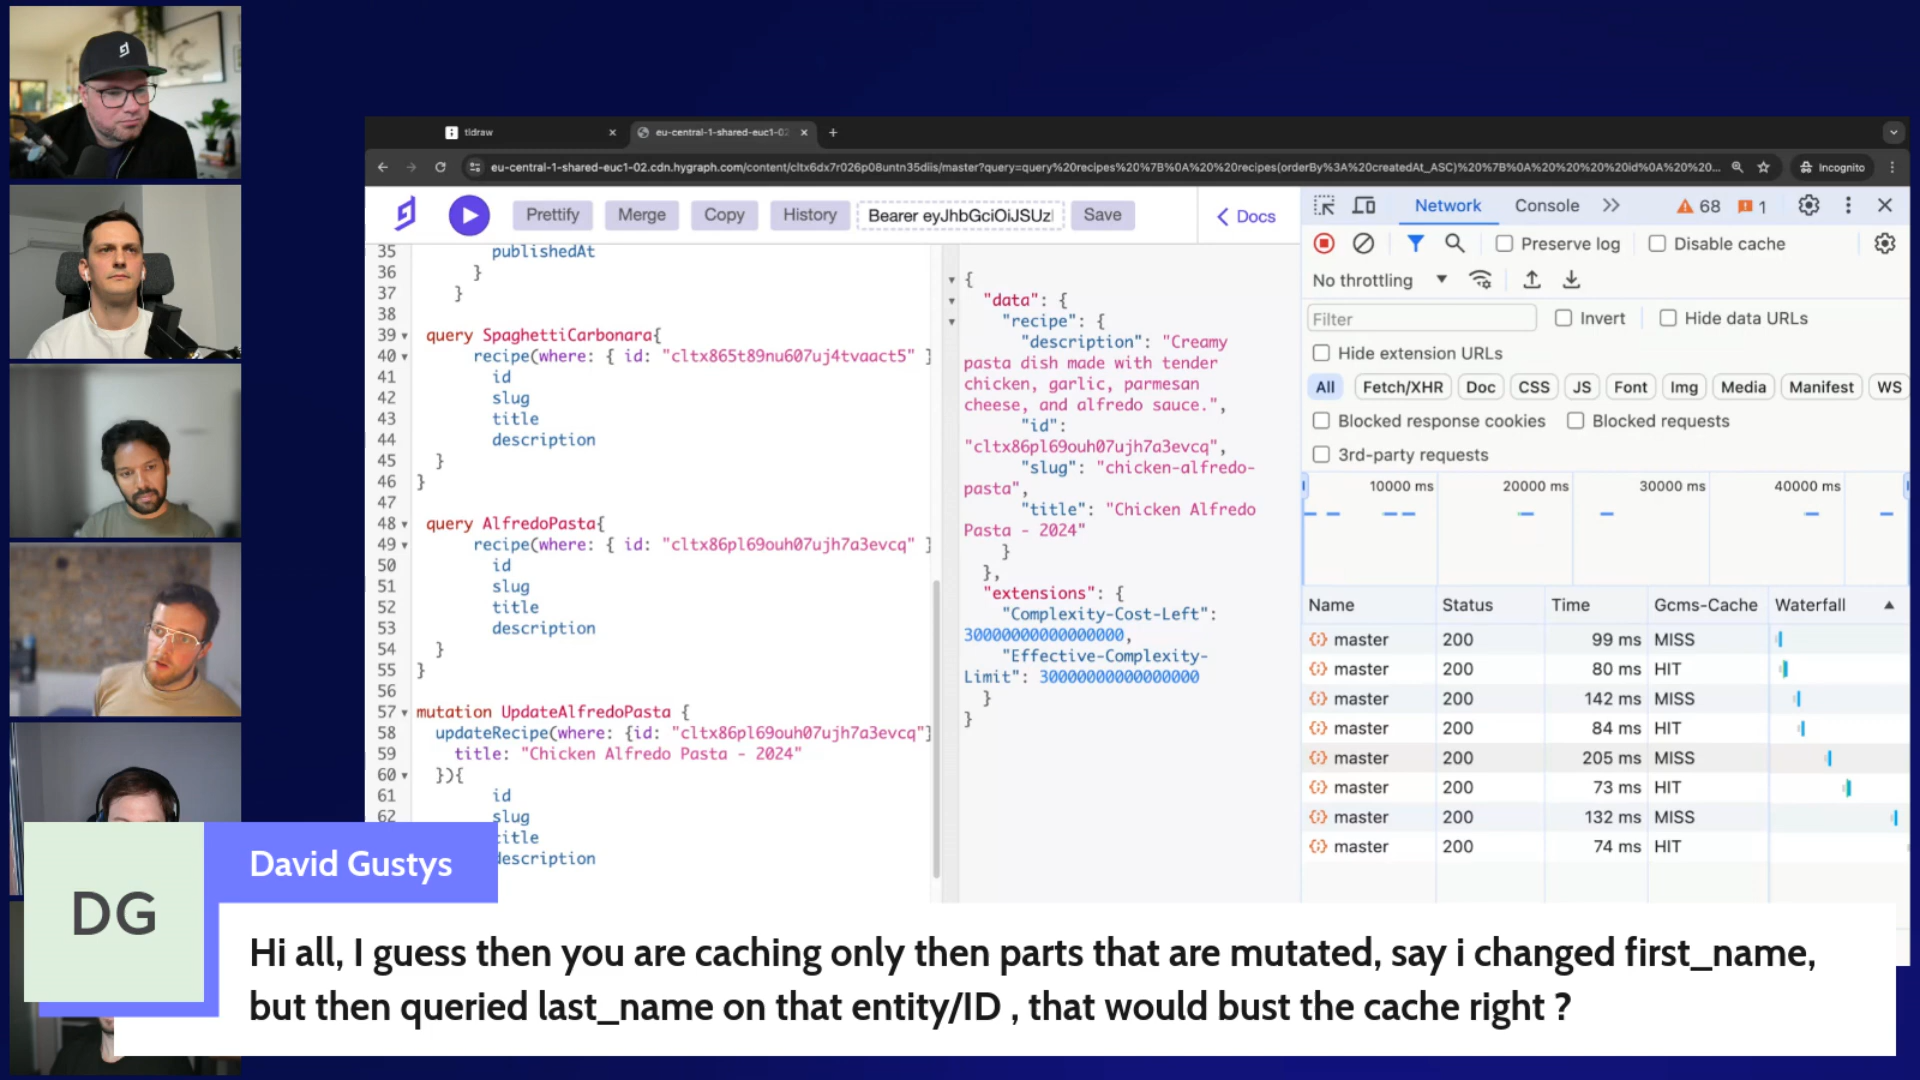 tldraw
eu-central-1-shared-euc1-02
eu-central-1-shared-euc1-02.cdn.hygraph.com/content/cltx6dx7r026p08untn35diis/master?query=query%20recipes%20%7B%0A%20%20recipes(orderBy%3A%20createdAt_ASC)%20%7B%0A%20%20%20%20id%0A%20%20...
Incognito
Prettify
Merge
Copy
History
Bearer eyJhbGciOiJSUz
Save
Docs
35 publishedAt
36 }
37 }
38
39 query SpaghettiCarbonara{
40 recipe(where: { id: "cltx865t89nu607uj4tvaact5" }
41 id
42 slug
43 title
44 description
45 }
46 }
47
48 query AlfredoPasta{
49 recipe(where: { id: "cltx86pl69ouh07ujh7a3evcq" }
50 id
51 slug
52 title
53 description
54 }
55 }
56
57 mutation UpdateAlfredoPasta {
58 updateRecipe(where: {id: "cltx86pl69ouh07ujh7a3evcq"}
59 title: "Chicken Alfredo Pasta - 2024"
60 }){
61 id
62 slug
title
description
{
"data": {
"recipe": {
"description": "Creamy
pasta dish made with tender
chicken, garlic, parmesan
cheese, and alfredo sauce.",
"id":
"cltx86pl69ouh07ujh7a3evcq",
"slug": "chicken-alfredo-
pasta",
"title": "Chicken Alfredo
Pasta - 2024"
}
},
"extensions": {
"Complexity-Cost-Left":
30000000000000000,
"Effective-Complexity-
Limit": 30000000000000000
}
}
Network Console 68 1
Preserve log Disable cache
No throttling
Filter Invert Hide data URLs
Hide extension URLs
All Fetch/XHR Doc CSS JS Font Img Media Manifest WS
Blocked response cookies Blocked requests
3rd-party requests
10000 ms 20000 ms 30000 ms 40000 ms
Name Status Time Gcms-Cache Waterfall
master 200 99 ms MISS
master 200 80 ms HIT
master 200 142 ms MISS
master 200 84 ms HIT
master 200 205 ms MISS
master 200 73 ms HIT
master 200 132 ms MISS
master 200 74 ms HIT
DG
David Gustys
Hi all, I guess then you are caching only then parts that are mutated, say i changed first_name,
but then queried last_name on that entity/ID , that would bust the cache right ?